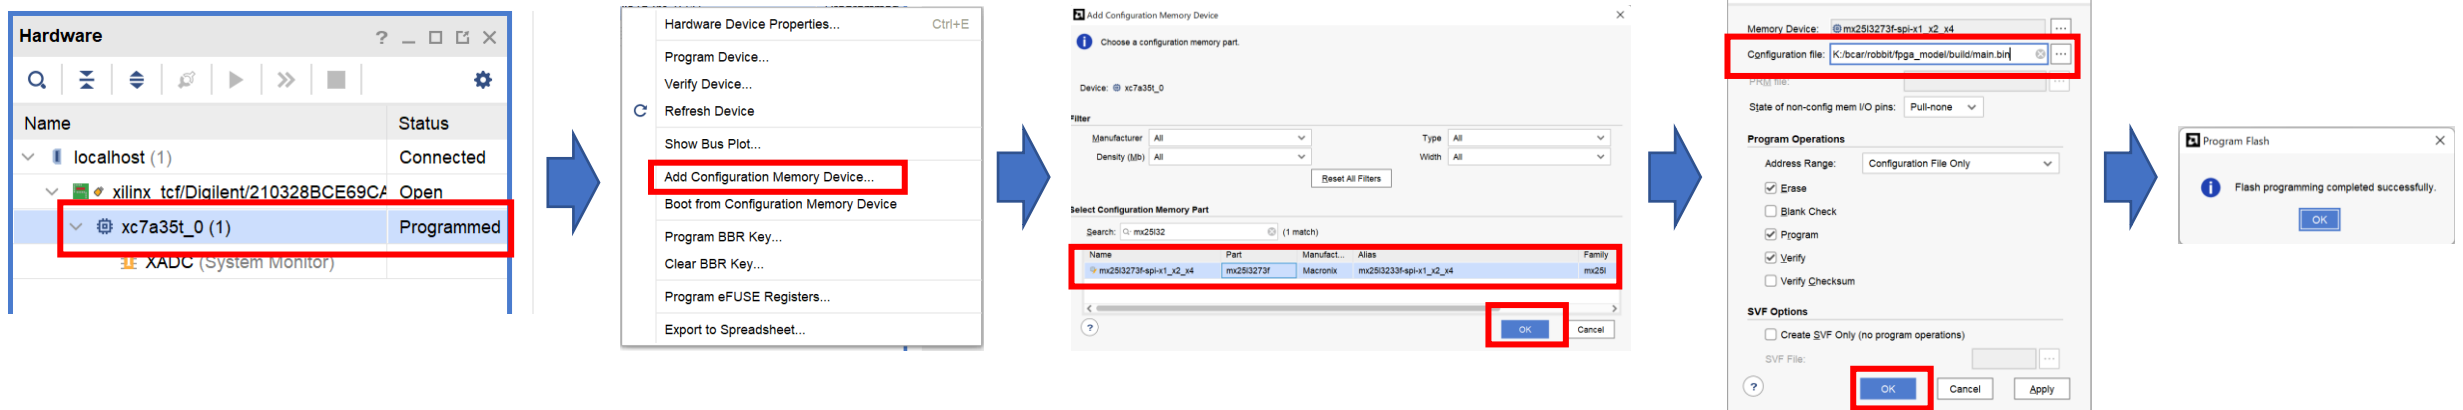 Hardware
Name Status
localhost (1) Connected
xilinx_tcf/Digilent/210328BCE69CA Open
xc7a35t_0 (1) Programmed
XADC (System Monitor)
Hardware Device Properties... Ctrl+E
Program Device...
Verify Device...
Refresh Device
Show Bus Plot...
Add Configuration Memory Device...
Boot from Configuration Memory Device
Program BBR Key...
Clear BBR Key...
Program eFUSE Registers...
Export to Spreadsheet...
Add Configuration Memory Device
Choose a configuration memory part.
Device: xc7a35t_0
Filter
Manufacturer All Type All
Density (Mb) All Width All
Reset All Filters
Select Configuration Memory Part
Search: mx25l32 (1 match)
Name Part Manufact... Alias Family
mx25l3273f-spi-x1_x2_x4 mx25l3273f Macronix mx25l3233f-spi-x1_x2_x4 mx25l
? OK Cancel
Memory Device: mx25l3273f-spi-x1_x2_x4 ...
Configuration file: K:/bcar/robbit/fpga_model/build/main.bin ...
PRM file: ...
State of non-config mem I/O pins: Pull-none
Program Operations
Address Range: Configuration File Only
Erase
Blank Check
Program
Verify
Verify Checksum
SVF Options
Create SVF Only (no program operations)
SVF File: ...
? OK Cancel Apply
Program Flash
Flash programming completed successfully.
OK